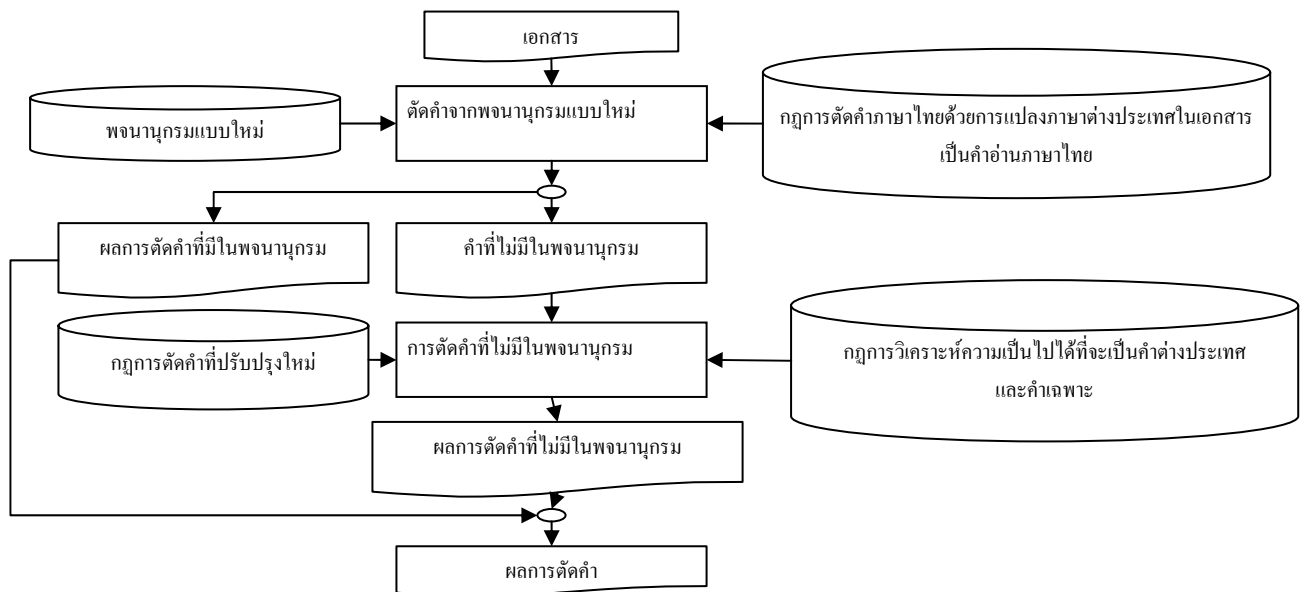 เอกสาร
พจนานุกรมแบบใหม่
ตัดคำจากพจนานุกรมแบบใหม่
กฏการตัดคำภาษาไทยด้วยการแปลงภาษาต่างประเทศในเอกสาร
เป็นคำอ่านภาษาไทย
ผลการตัดคำที่มีในพจนานุกรม
คำที่ไม่มีในพจนานุกรม
กฏการตัดคำที่ปรับปรุงใหม่
การตัดคำที่ไม่มีในพจนานุกรม
กฏการวิเคราะห์ความเป็นไปได้ที่จะเป็นคำต่างประเทศ
และคำเฉพาะ
ผลการตัดคำที่ไม่มีในพจนานุกรม
ผลการตัดคำ